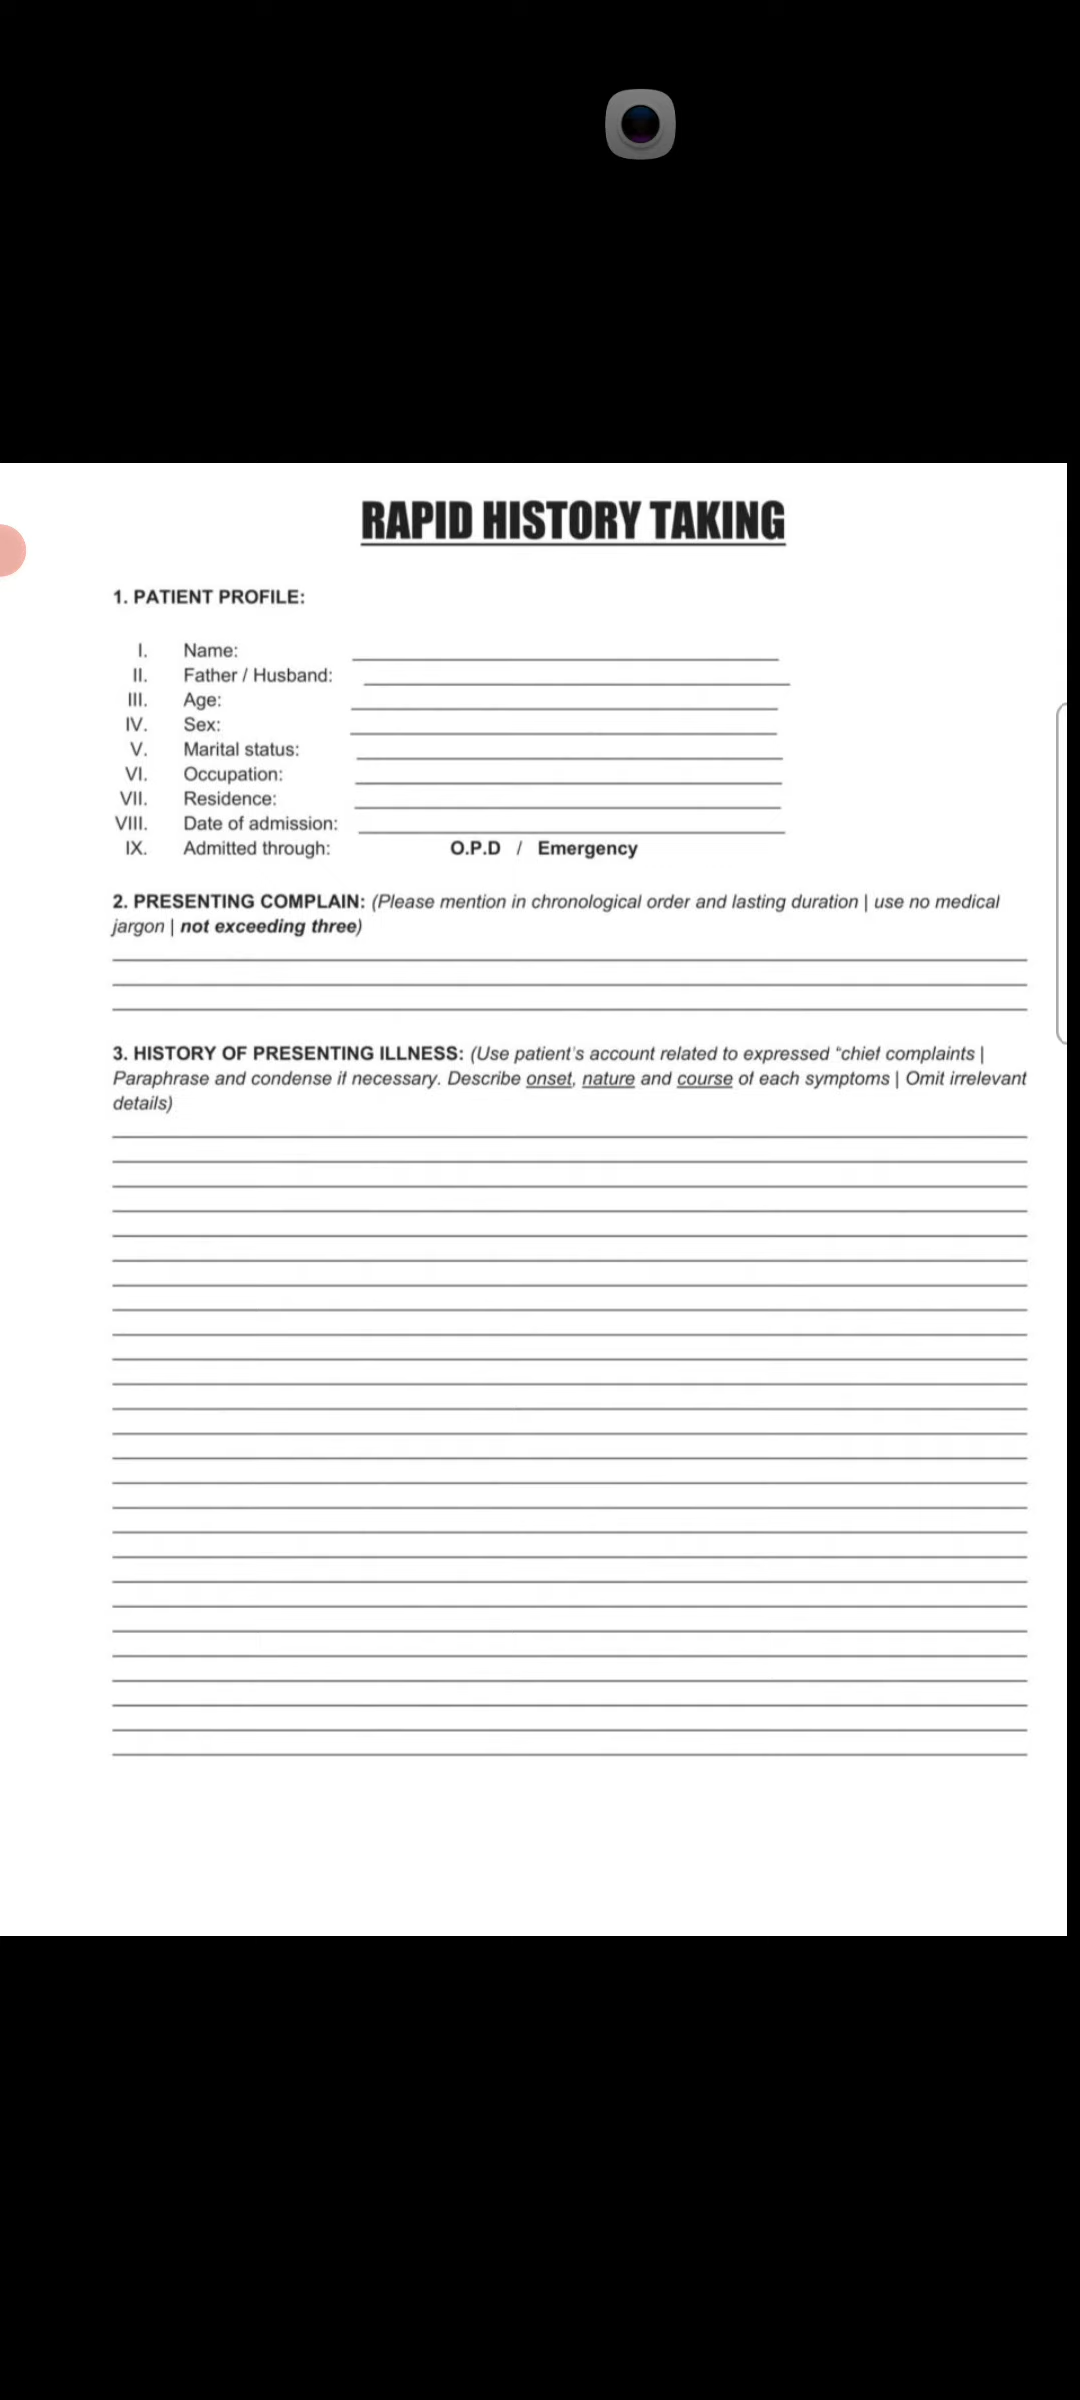 RAPID HISTORY TAKING
1. PATIENT PROFILE:
I. Name:
II. Father / Husband:
III. Age:
IV. Sex:
V. Marital status:
VI. Occupation:
VII. Residence:
VIII. Date of admission:
IX. Admitted through: O.P.D / Emergency
2. PRESENTING COMPLAIN: (Please mention in chronological order and lasting duration | use no medical
jargon | not exceeding three)
3. HISTORY OF PRESENTING ILLNESS: (Use patient's account related to expressed “chief complaints |
Paraphrase and condense if necessary. Describe onset, nature and course of each symptoms | Omit irrelevant
details)